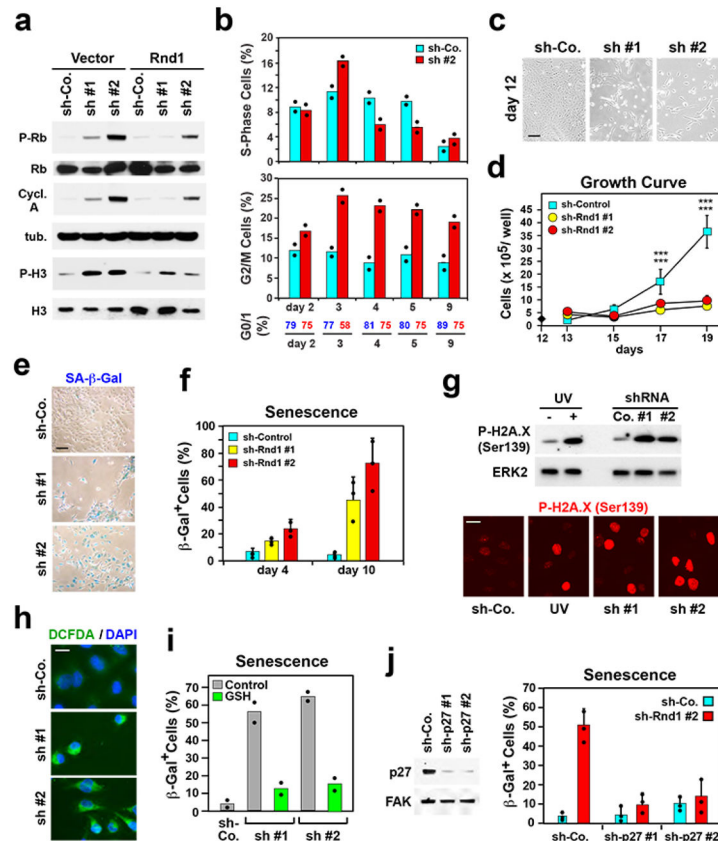 a
Vector Rnd1
sh-Co. sh #1 sh #2 sh-Co. sh #1 sh #2
P-Rb
Rb
Cycl. A
tub.
P-H3
H3
b
sh-Co.
sh #2
S-Phase Cells (%)
20
16
12
8
4
0
G2/M Cells (%)
30
25
20
15
10
5
0
day 2 3 4 5 9
G0/1 (%)
79 75 77 58 81 75 80 75 89 75
day 2 3 4 5 9
c
sh-Co. sh #1 sh #2
day 12
d
Growth Curve
sh-Control
sh-Rnd1 #1
sh-Rnd1 #2
*** ***
*** ***
Cells (x 10⁵/ well)
50
45
40
35
30
25
20
15
10
5
0
12 13 15 17 19
days
e
SA-β-Gal
sh-Co.
sh #1
sh #2
f
Senescence
sh-Control
sh-Rnd1 #1
sh-Rnd1 #2
β-Gal⁺Cells (%)
100
80
60
40
20
0
day 4 day 10
g
UV shRNA
- + Co. #1 #2
P-H2A.X
(Ser139)
ERK2
P-H2A.X (Ser139)
sh-Co. UV sh #1 sh #2
h
DCFDA / DAPI
sh-Co.
sh #1
sh #2
i
Senescence
Control
GSH
β-Gal⁺Cells (%)
70
60
50
40
30
20
10
0
sh-Co. sh #1 sh #2
j
sh-Co. sh-p27 #1 sh-p27 #2
p27
FAK
Senescence
sh-Co.
sh-Rnd1 #2
β-Gal⁺ Cells (%)
70
60
50
40
30
20
10
0
sh-Co. sh-p27 #1 sh-p27 #2